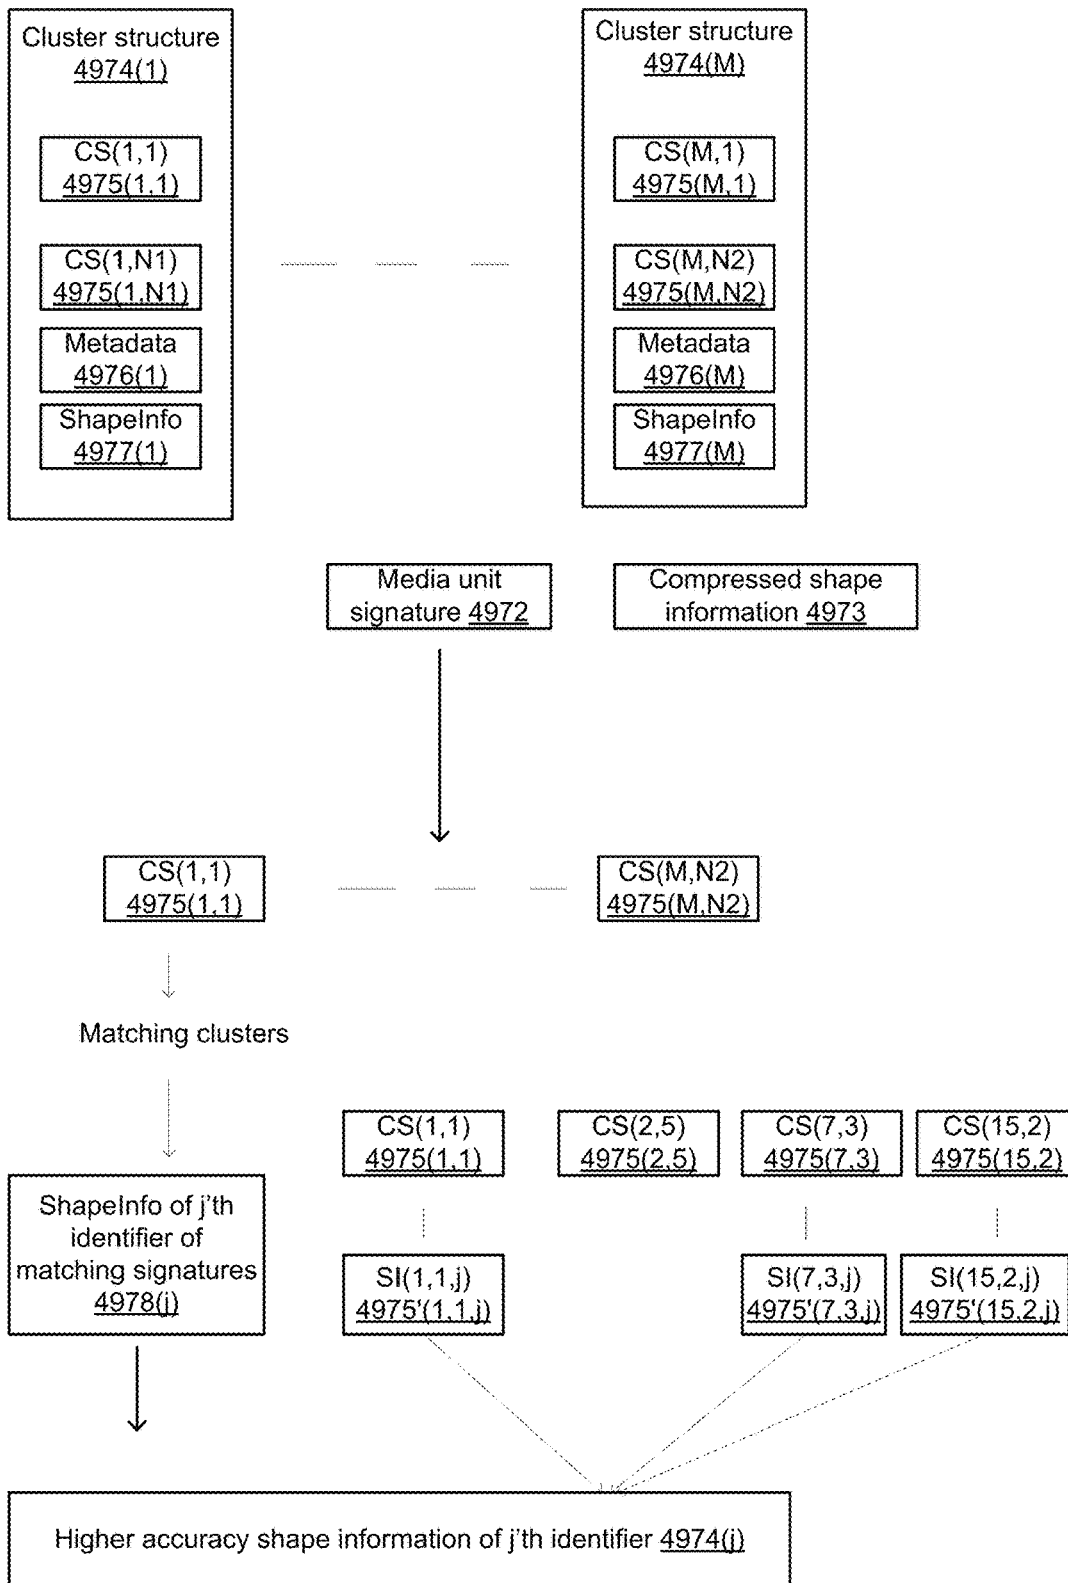 Cluster structure
4974(1)
CS(1,1)
4975(1,1)
CS(1,N1)
4975(1,N1)
Metadata
4976(1)
ShapeInfo
4977(1)
Cluster structure
4974(M)
CS(M,1)
4975(M,1)
CS(M,N2)
4975(M,N2)
Metadata
4976(M)
ShapeInfo
4977(M)
Media unit
signature 4972
Compressed shape
information 4973
CS(1,1)
4975(1,1)
CS(M,N2)
4975(M,N2)
Matching clusters
CS(1,1)
4975(1,1)
CS(2,5)
4975(2,5)
CS(7,3)
4975(7,3)
CS(15,2)
4975(15,2)
ShapeInfo of j'th
identifier of
matching signatures
4978(j)
SI(1,1,j)
4975'(1,1,j)
SI(7,3,j)
4975'(7,3,j)
SI(15,2,j)
4975'(15,2,j)
Higher accuracy shape information of j'th identifier 4974(j)